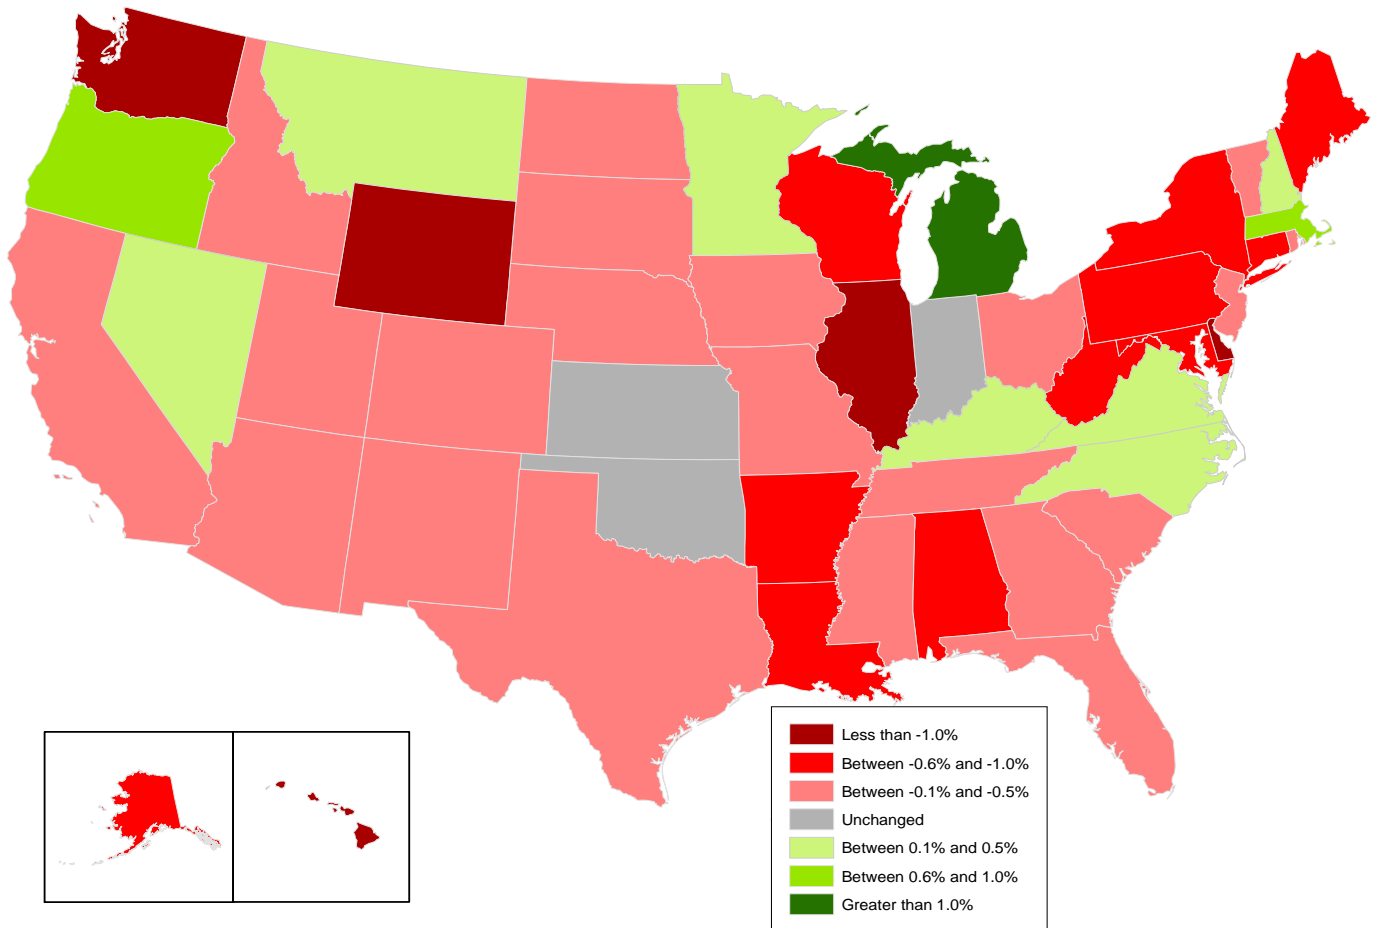 Less than -1.0%
Between -0.6% and -1.0%
Between -0.1% and -0.5%
Unchanged
Between 0.1% and 0.5%
Between 0.6% and 1.0%
Greater than 1.0%